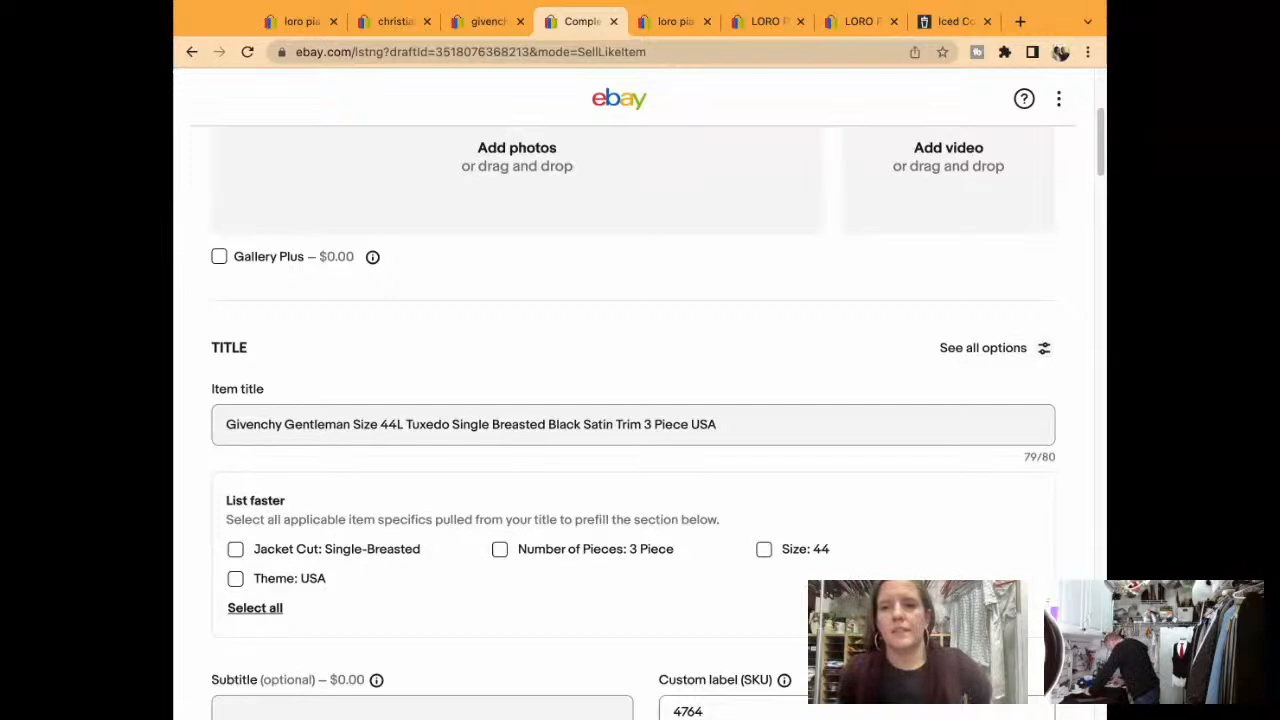 loro pia
christia
givench
Comple
loro pia
LORO P
LORO P
Iced Co
ebay.com/lstng?draftId=3518076368213&mode=SellLikeItem
ebay
Add photos
or drag and drop
Add video
or drag and drop
Gallery Plus – $0.00
TITLE
See all options
Item title
Givenchy Gentleman Size 44L Tuxedo Single Breasted Black Satin Trim 3 Piece USA
79/80
List faster
Select all applicable item specifics pulled from your title to prefill the section below.
Jacket Cut: Single-Breasted
Number of Pieces: 3 Piece
Size: 44
Theme: USA
Select all
Subtitle (optional) – $0.00
Custom label (SKU)
4764